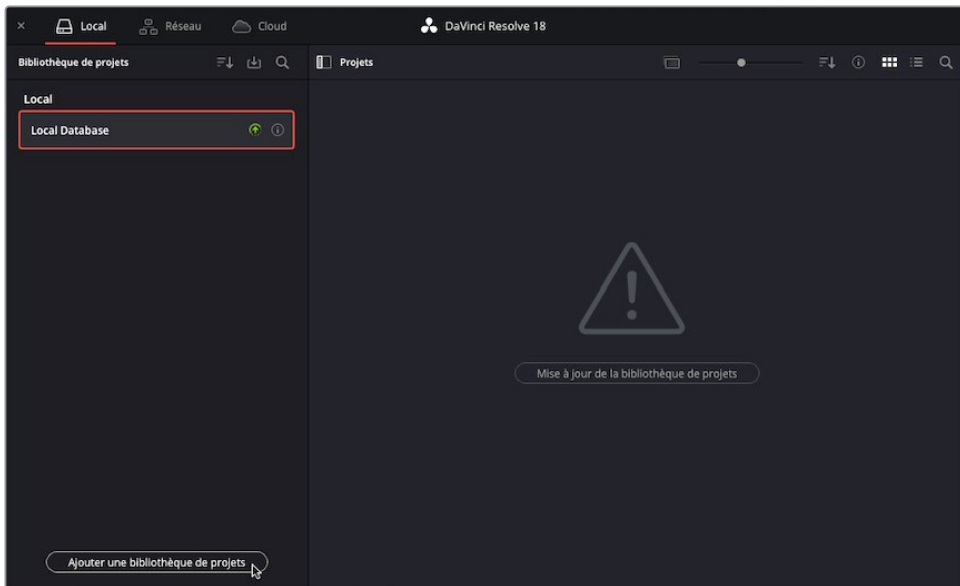 Local
Réseau
Cloud
DaVinci Resolve 18
Bibliothèque de projets
Projets
Local
Local Database
Mise à jour de la bibliothèque de projets
Ajouter une bibliothèque de projets